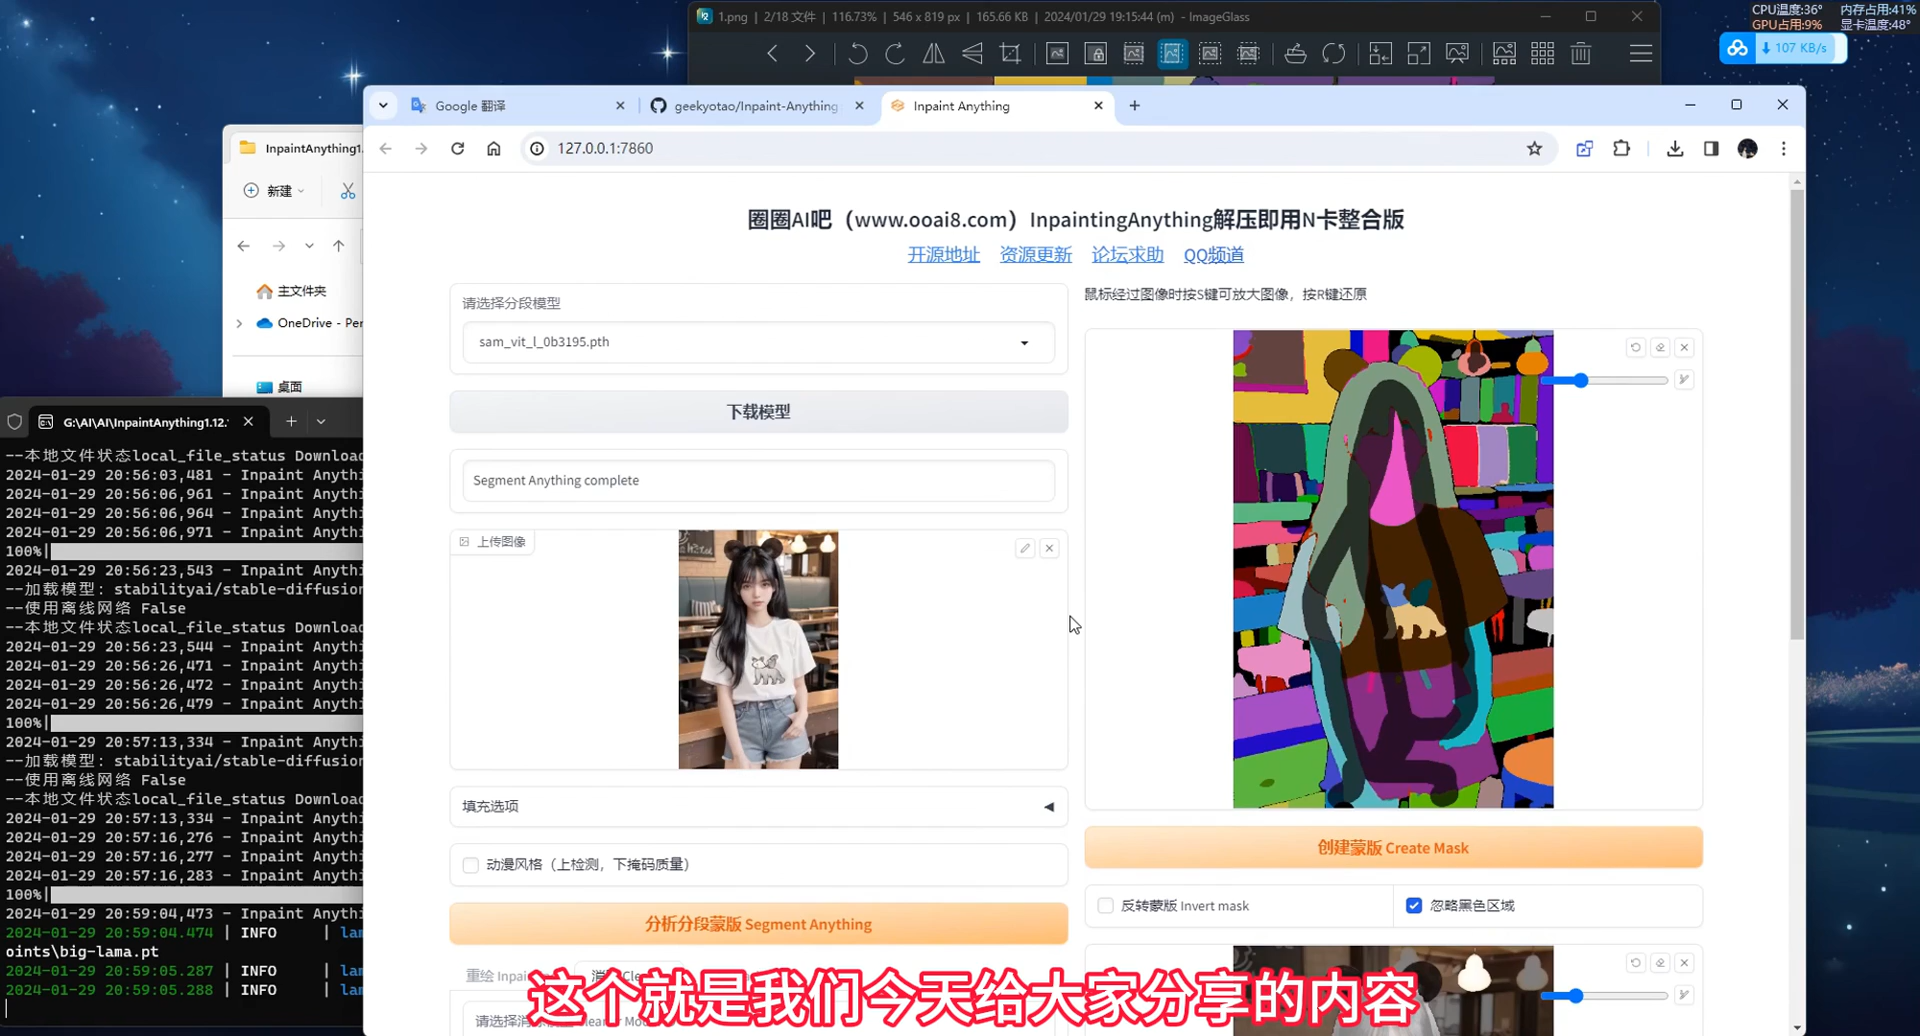 1.png | 2/18 文件 | 116.73% | 546 x 819 px | 165.66 KB | 2024/01/29 19:15:44 (m) - ImageGlass
CPU温度:36° 内存占用:41%
GPU占用:9% 显卡温度:48°
107 KB/s
Google 翻译
geekyotao/Inpaint-Anything
Inpaint Anything
127.0.0.1:7860
InpaintAnything1.
新建
主文件夹
OneDrive - Per
桌面
圈圈AI吧（www.ooai8.com）InpaintingAnything解压即用N卡整合版
开源地址 资源更新 论坛求助 QQ频道
请选择分段模型
sam_vit_l_0b3195.pth
下载模型
Segment Anything complete
上传图像
填充选项
动漫风格（上检测，下掩码质量）
分析分段蒙版 Segment Anything
重绘 Inpai
消 Cle
请选择消 Cleaner Mo
鼠标经过图像时按S键可放大图像，按R键还原
创建蒙版 Create Mask
反转蒙版 Invert mask
忽略黑色区域
G:\AI\AI\InpaintAnything1.12.
--本地文件状态local_file_status Download
2024-01-29 20:56:03,481 - Inpaint Anythi
2024-01-29 20:56:06,961 - Inpaint Anythi
2024-01-29 20:56:06,964 - Inpaint Anythi
2024-01-29 20:56:06,971 - Inpaint Anythi
100%|
2024-01-29 20:56:23,543 - Inpaint Anythi
--加载模型: stabilityai/stable-diffusion
--使用离线网络 False
--本地文件状态local_file_status Download
2024-01-29 20:56:23,544 - Inpaint Anythi
2024-01-29 20:56:26,471 - Inpaint Anythi
2024-01-29 20:56:26,472 - Inpaint Anythi
2024-01-29 20:56:26,479 - Inpaint Anythi
100%|
2024-01-29 20:57:13,334 - Inpaint Anythi
--加载模型: stabilityai/stable-diffusion
--使用离线网络 False
--本地文件状态local_file_status Download
2024-01-29 20:57:13,334 - Inpaint Anythi
2024-01-29 20:57:16,276 - Inpaint Anythi
2024-01-29 20:57:16,277 - Inpaint Anythi
2024-01-29 20:57:16,283 - Inpaint Anythi
100%|
2024-01-29 20:59:04,473 - Inpaint Anythi
2024-01-29 20:59:04.474 | INFO | lam
oints\big-lama.pt
2024-01-29 20:59:05.287 | INFO | lam
2024-01-29 20:59:05.288 | INFO | lam
这个就是我们今天给大家分享的内容